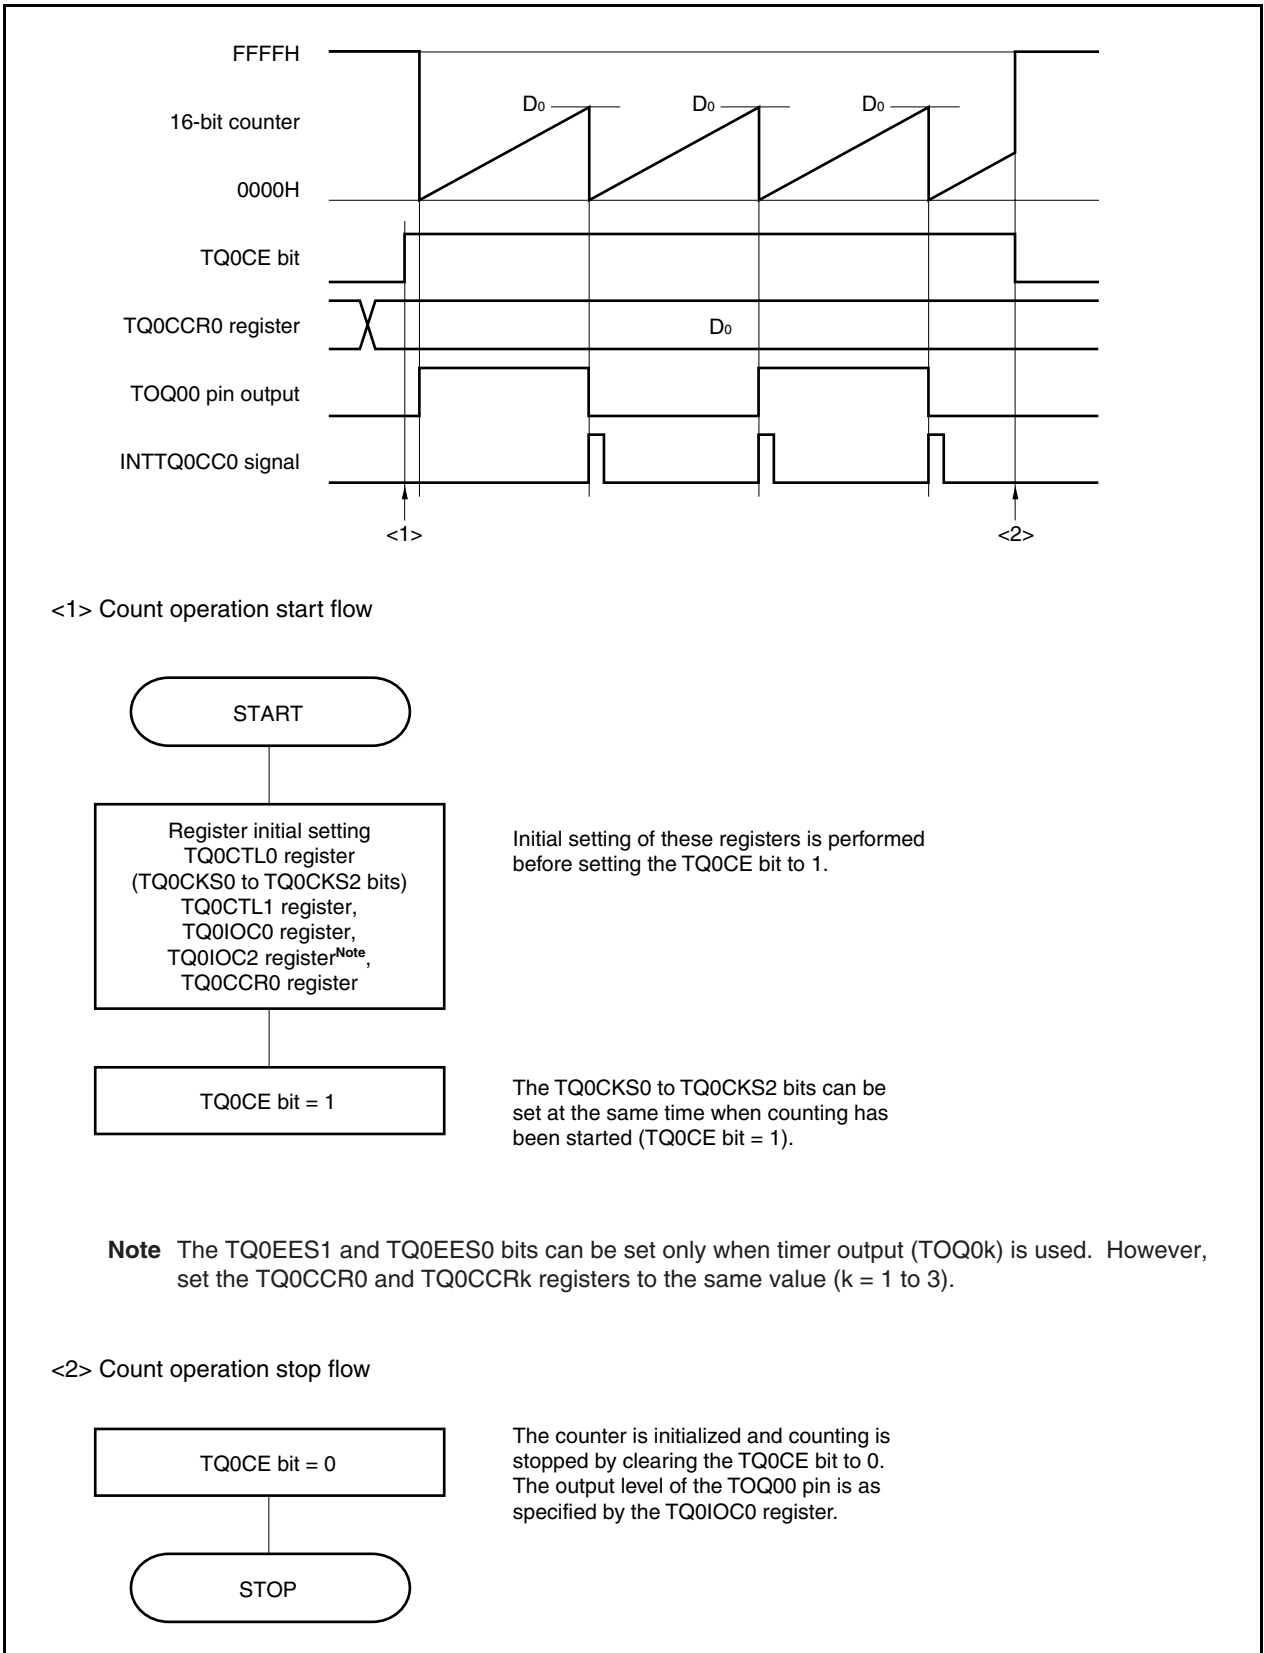 FFFFH
D0 D0 D0
16-bit counter
0000H
TQ0CE bit
TQ0CCR0 register
D0
TOQ00 pin output
INTTQ0CC0 signal
<1> <2>
<1> Count operation start flow
START
Register initial setting
TQ0CTL0 register
(TQ0CKS0 to TQ0CKS2 bits)
TQ0CTL1 register,
TQ0IOC0 register,
TQ0IOC2 registerNote,
TQ0CCR0 register
Initial setting of these registers is performed
before setting the TQ0CE bit to 1.
TQ0CE bit = 1
The TQ0CKS0 to TQ0CKS2 bits can be
set at the same time when counting has
been started (TQ0CE bit = 1).
Note The TQ0EES1 and TQ0EES0 bits can be set only when timer output (TOQ0k) is used. However,
set the TQ0CCR0 and TQ0CCRk registers to the same value (k = 1 to 3).
<2> Count operation stop flow
TQ0CE bit = 0
The counter is initialized and counting is
stopped by clearing the TQ0CE bit to 0.
The output level of the TOQ00 pin is as
specified by the TQ0IOC0 register.
STOP